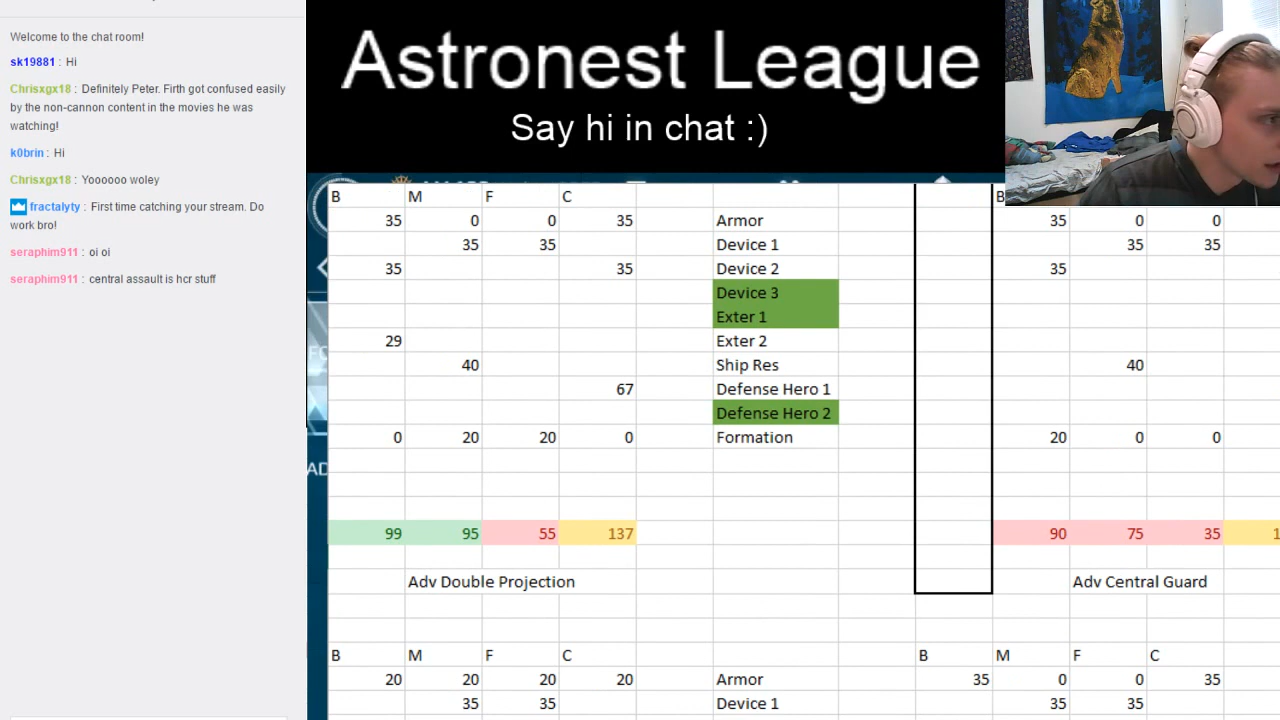 Welcome to the chat room!
sk19881 : Hi
Chrisxgx18 : Definitely Peter. Firth got confused easily
by the non-cannon content in the movies he was
watching!
k0brin : Hi
Chrisxgx18 : Yoooooo woley
fractalyty : First time catching your stream. Do
work bro!
seraphim911 : oi oi
seraphim911 : central assault is hcr stuff
Astronest League
Say hi in chat :)
B M F C B
35 0 0 35 Armor 35 0 0
35 35 Device 1 35 35
35 35 Device 2 35
Device 3
Exter 1
29 Exter 2
40 Ship Res 40
67 Defense Hero 1
Defense Hero 2
0 20 20 0 Formation 20 0 0
AD
99 95 55 137 90 75 35 1
Adv Double Projection Adv Central Guard
B M F C B M F C
20 20 20 20 Armor 35 0 0 35
35 35 Device 1 35 35